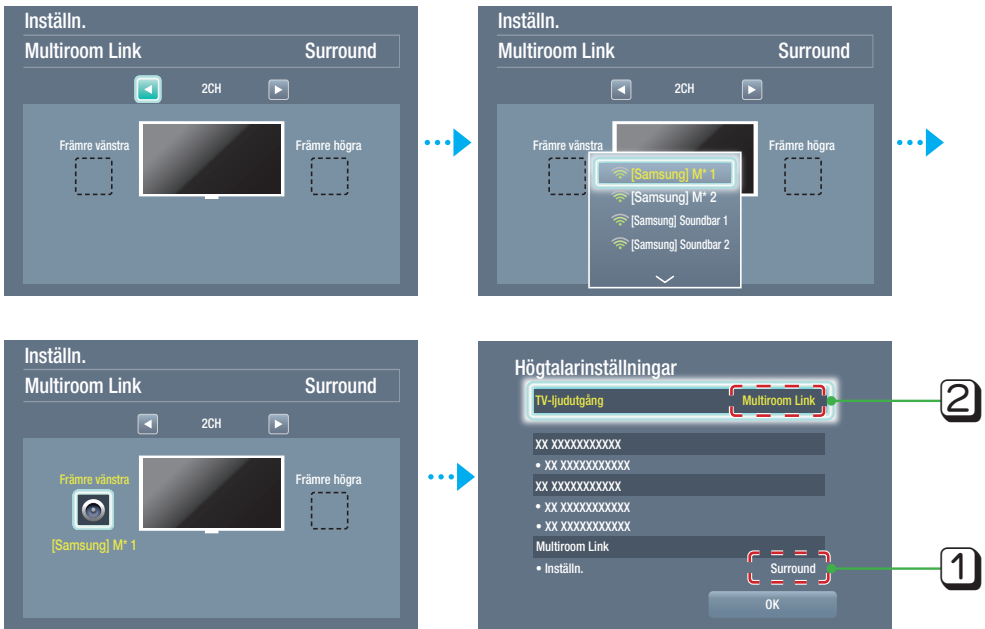 Inställn.
Multiroom Link Surround
2CH
Främre vänstra Främre högra
Inställn.
Multiroom Link Surround
2CH
Främre vänstra Främre högra
[Samsung] M* 1
[Samsung] M* 2
[Samsung] Soundbar 1
[Samsung] Soundbar 2
Inställn.
Multiroom Link Surround
2CH
Främre vänstra Främre högra
[Samsung] M* 1
Högtalarinställningar
TV-ljudutgång Multiroom Link
2
XX XXXXXXXXXXX
• XX XXXXXXXXXXX
XX XXXXXXXXXXX
• XX XXXXXXXXXXX
• XX XXXXXXXXXXX
Multiroom Link
• Inställn. Surround
1
OK